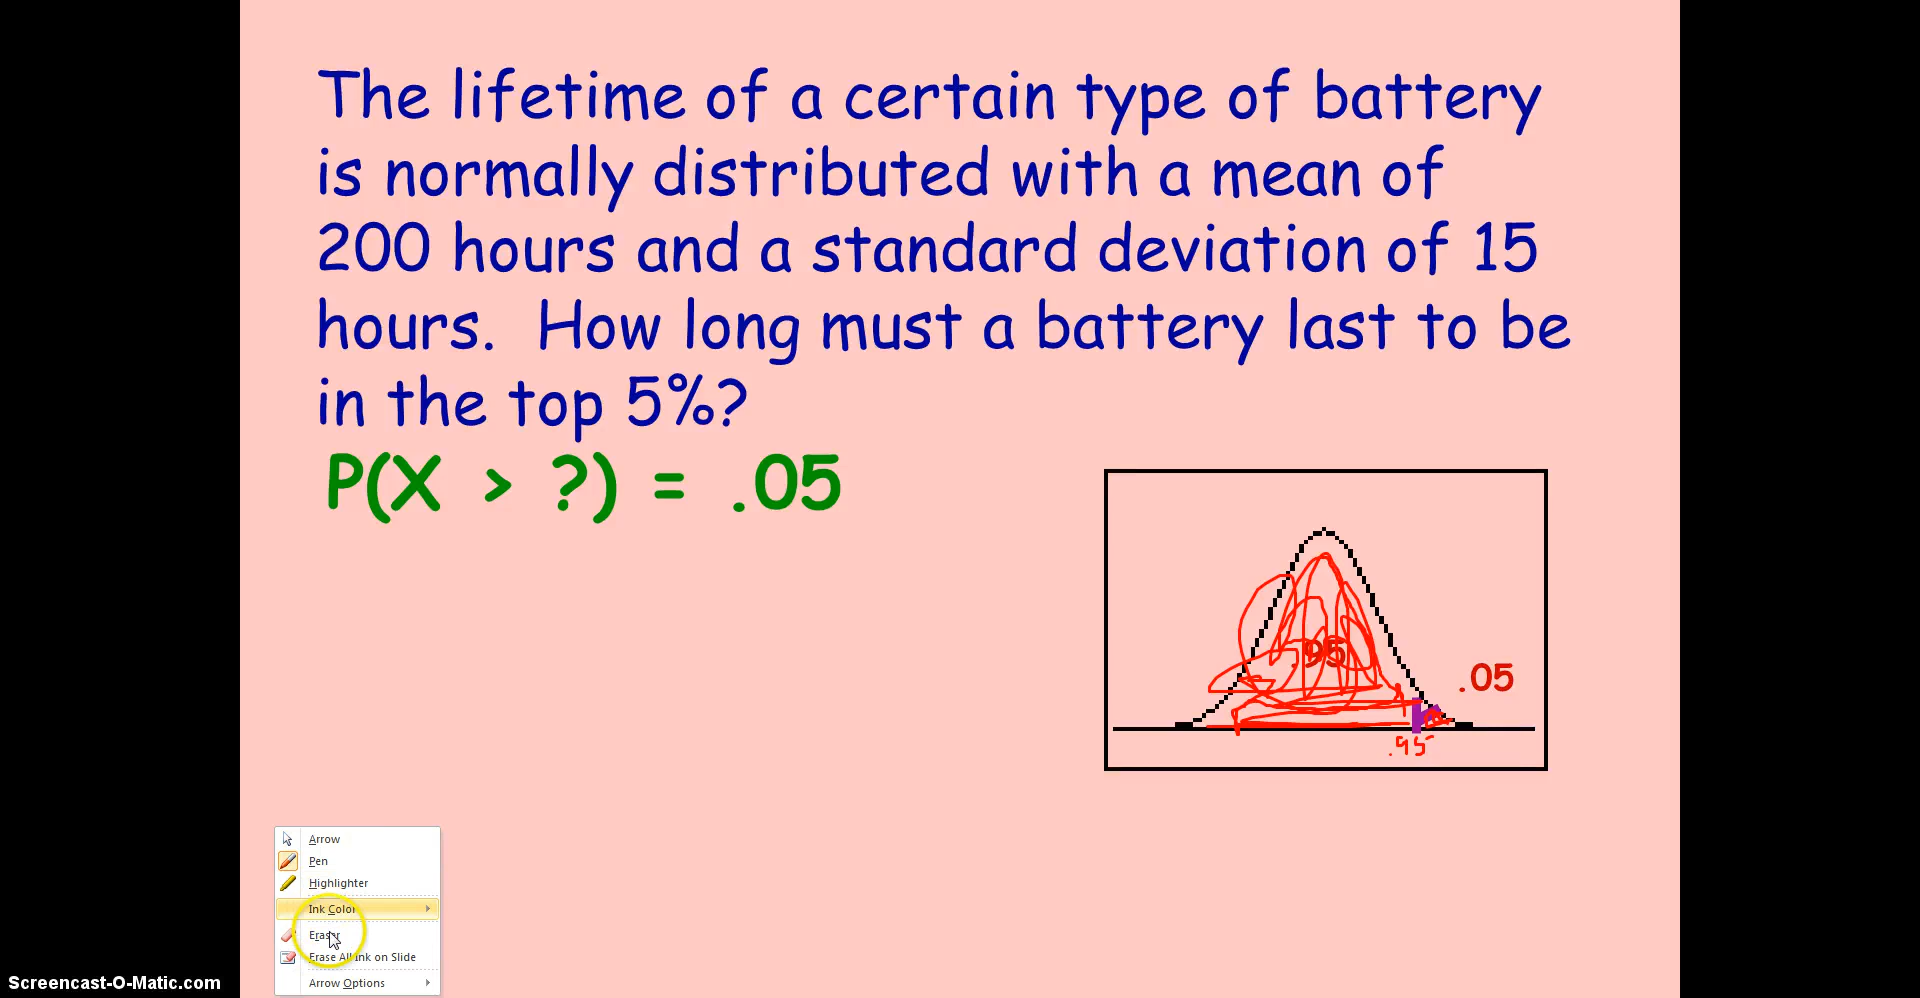 The lifetime of a certain type of battery
is normally distributed with a mean of
200 hours and a standard deviation of 15
hours. How long must a battery last to be
in the top 5%?
P(X > ?) = .05
.95
.05
.95
Arrow
Pen
Highlighter
Ink Color
Eraser
Erase All Ink on Slide
Arrow Options
Screencast-O-Matic.com